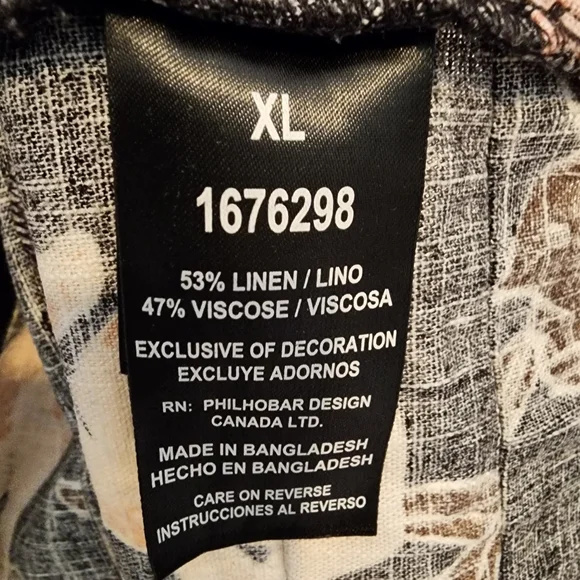 XL
1676298
53% LINEN / LINO
47% VISCOSE / VISCOSA
EXCLUSIVE OF DECORATION
EXCLUYE ADORNOS
RN: PHILHOBAR DESIGN
CANADA LTD.
MADE IN BANGLADESH
HECHO EN BANGLADESH
CARE ON REVERSE
INSTRUCCIONES AL REVERSO